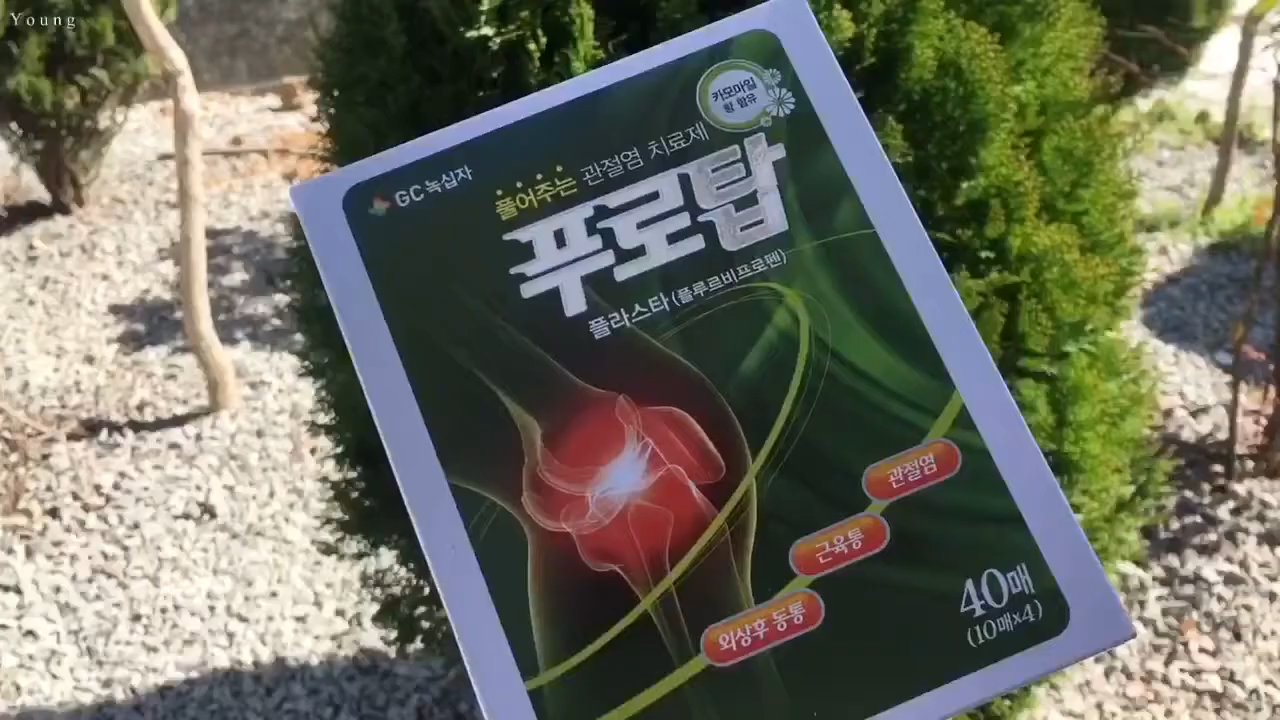 Young
카모마일
향 함유
GC 녹십자
풀어주는 관절염 치료제
푸로탑
플라스타 (플루르비프로펜)
관절염
근육통
외상후 동통
40매
(10매x4)